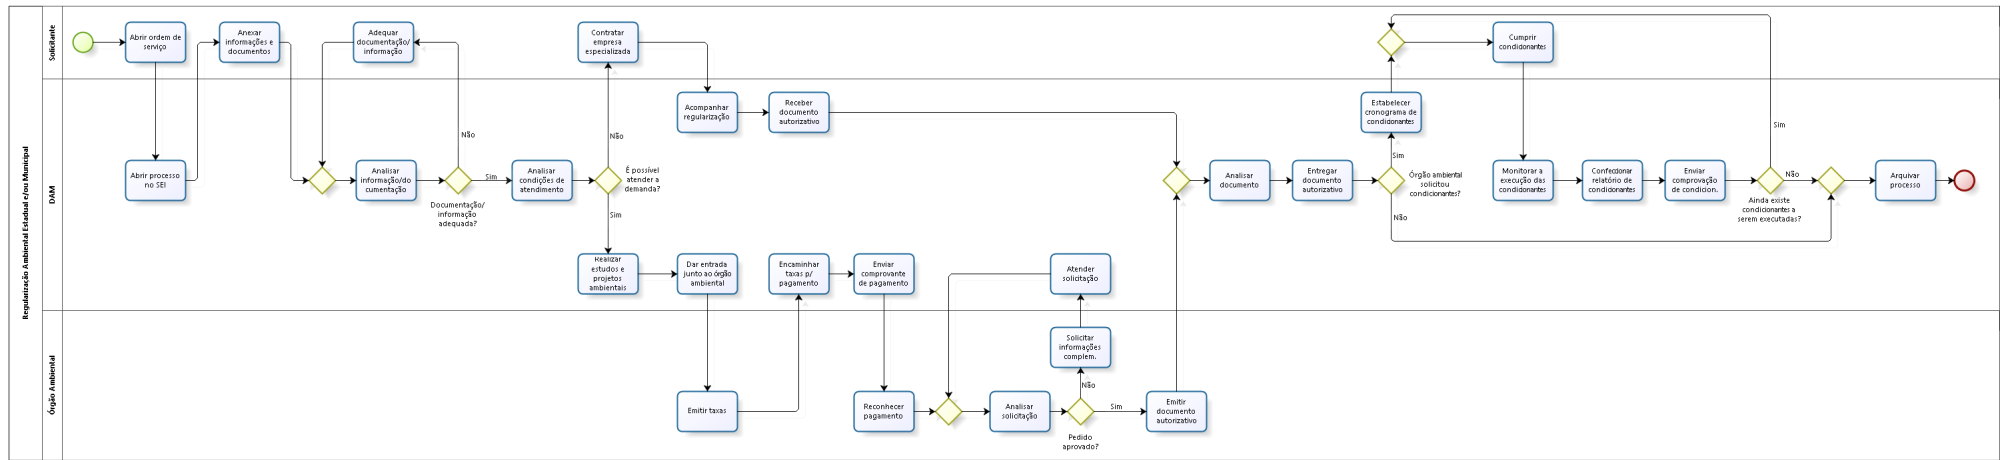 Regularização Ambiental Estadual e/ou Municipal
Solicitante
Abrir ordem de
serviço
Anexar
informações e
documentos
Adequar
documentação/
informação
Contratar
empresa
especializada
Cumprir
condicionantes
DAM
Abrir processo
no SEI
Analisar
informação/do
cumentação
Não
Sim
Documentação/
informação
adequada?
Analisar
condições de
atendimento
Não
É possível
atender a
demanda?
Sim
Acompanhar
regularização
Receber
documento
autorizativo
Realizar
estudos e
projetos
ambientais
Dar entrada
junto ao órgão
ambiental
Encaminhar
taxas p/
pagamento
Enviar
comprovante
de pagamento
Atender
solicitação
Analisar
documento
Entregar
documento
autorizativo
Estabelecer
cronograma de
condicionantes
Sim
Órgão ambiental
solicitou
condicionantes?
Não
Monitorar a
execução das
condicionantes
Confeccionar
relatório de
condicionantes
Enviar
comprovação
de condicion.
Sim
Não
Ainda existe
condicionantes a
serem executadas?
Arquivar
processo
Órgão Ambiental
Emitir taxas
Reconhecer
pagamento
Analisar
solicitação
Solicitar
informações
complem.
Não
Sim
Pedido
aprovado?
Emitir
documento
autorizativo